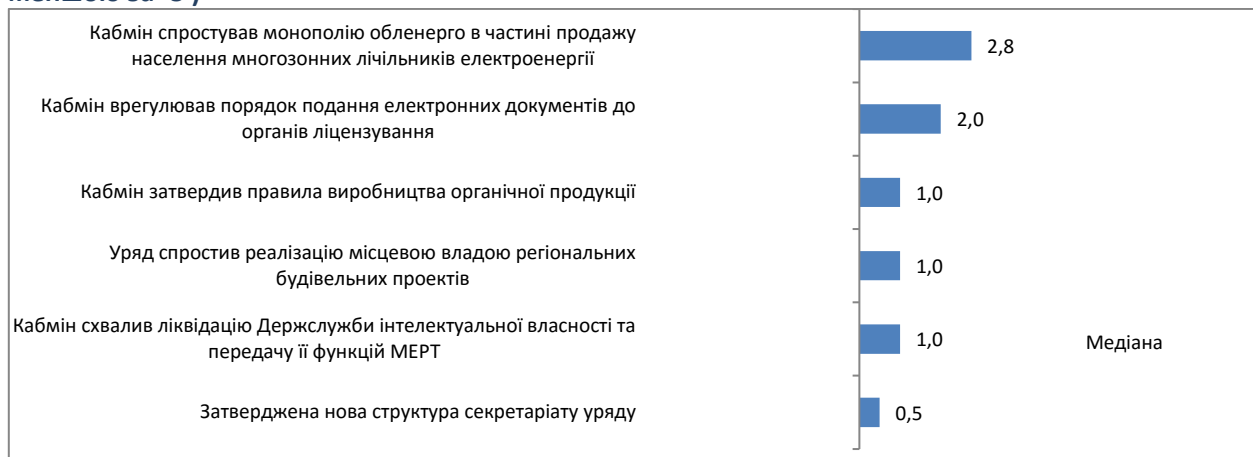 Кабмін спростував монополію обленерго в частині продажу
населення многозонних лічільників електроенергії
2,8
Кабмін врегулював порядок подання електронних документів до
органів ліцензування
2,0
Кабмін затвердив правила виробництва органічної продукції
1,0
Уряд спростив реалізацію місцевою владою регіональних
будівельних проектів
1,0
Кабмін схвалив ліквідацію Держслужби інтелектуальної власності та
передачу її функцій МЕРТ
1,0
Медіана
Затверджена нова структура секретаріату уряду
0,5